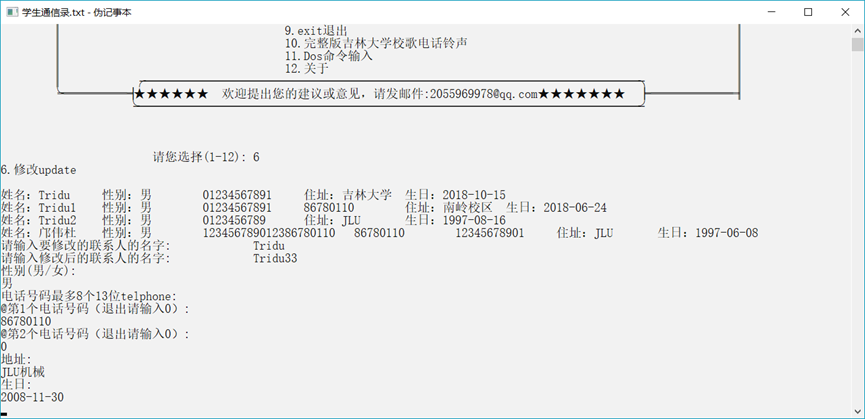 学生通信录.txt - 伪记事本
9.exit退出
10.完整版吉林大学校歌电话铃声
11.Dos命令输入
12.关于
★★★★★★ 欢迎提出您的建议或意见，请发邮件:2055969978@qq.com★★★★★★★
请您选择(1-12): 6
6.修改update
姓名: Tridu 性别: 男 01234567891 住址: 吉林大学 生日: 2018-10-15
姓名: Tridu1 性别: 男 01234567891 86780110 住址: 南岭校区 生日: 2018-06-24
姓名: Tridu2 性别: 男 0123456789 住址: JLU 生日: 1997-08-16
姓名: 邝伟杜 性别: 男 123456789012386780110 86780110 12345678901 住址: JLU 生日: 1997-06-08
请输入要修改的联系人的名字: Tridu
请输入修改后的联系人的名字: Tridu33
性别(男/女):
男
电话号码最多8个13位telphone:
@第1个电话号码（退出请输入0）:
86780110
@第2个电话号码（退出请输入0）:
0
地址:
JLU机械
生日:
2008-11-30